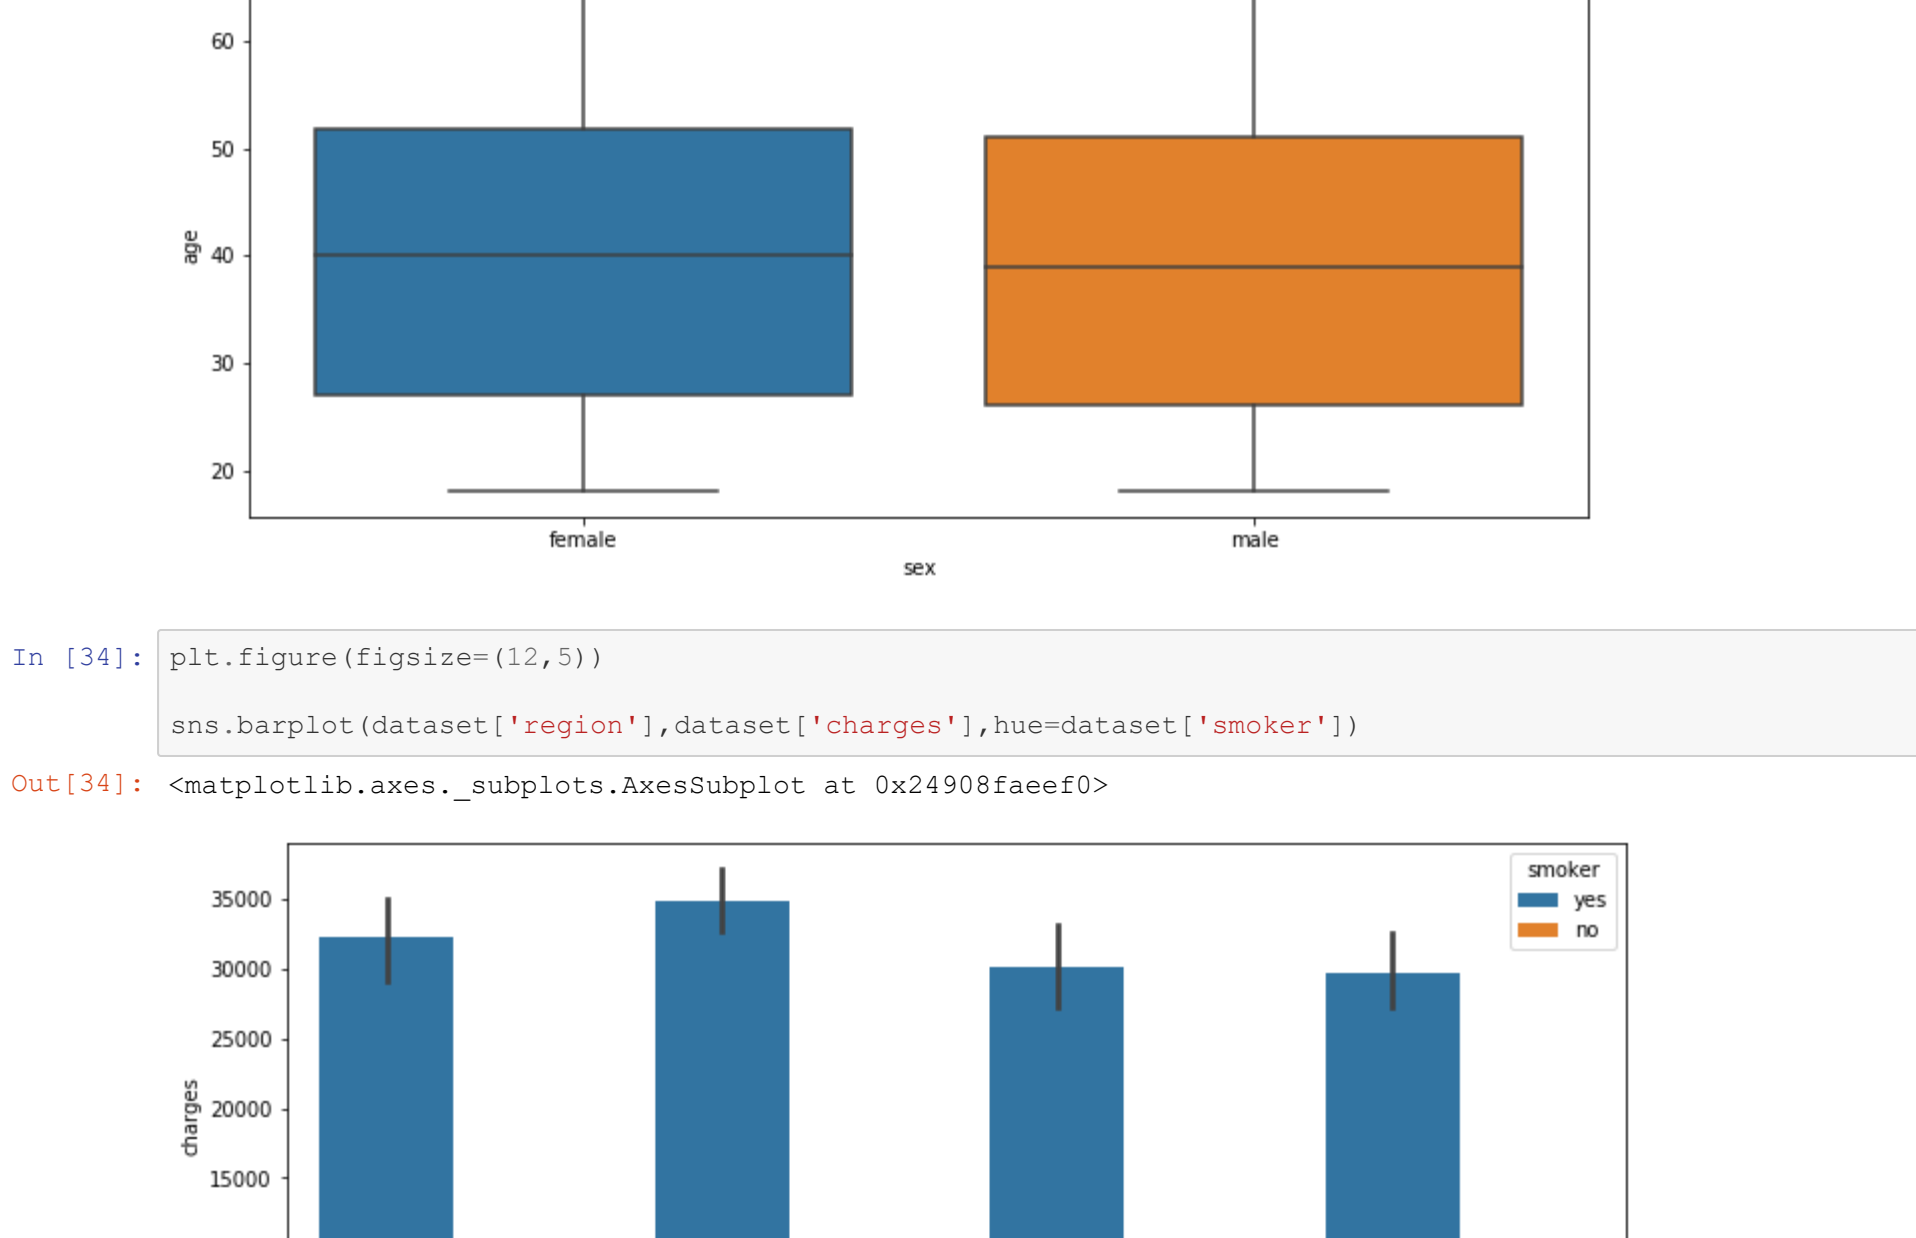 60
50
age
40
30
20
female
male
sex
In [34]:
plt.figure(figsize=(12,5))
sns.barplot(dataset['region'],dataset['charges'],hue=dataset['smoker'])
Out[34]:
<matplotlib.axes._subplots.AxesSubplot at 0x24908faeef0>
smoker
yes
no
35000
30000
25000
charges
20000
15000